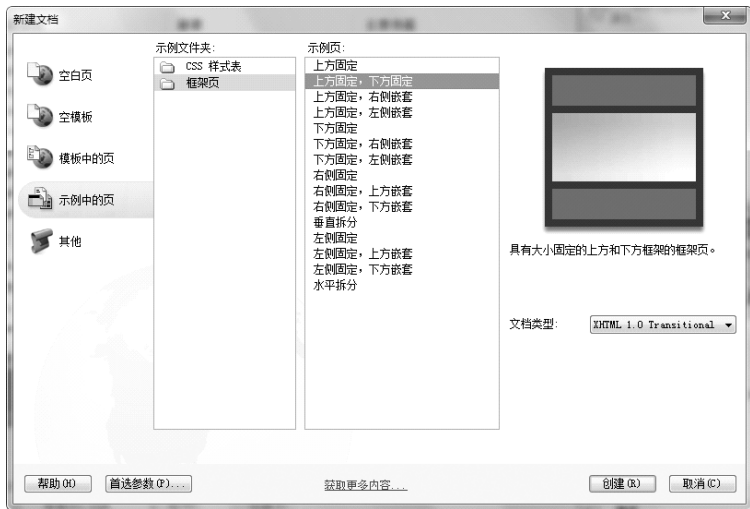 新建文档
空白页
空模板
模板中的页
示例中的页
其他
示例文件夹:
CSS 样式表
框架页
示例页:
上方固定
上方固定，下方固定
上方固定，右侧嵌套
上方固定，左侧嵌套
下方固定
下方固定，右侧嵌套
下方固定，左侧嵌套
右侧固定
右侧固定，上方嵌套
右侧固定，下方嵌套
垂直拆分
左侧固定
左侧固定，上方嵌套
左侧固定，下方嵌套
水平拆分
具有大小固定的上方和下方框架的框架页。
文档类型:
XHTML 1.0 Transitional
帮助(H)
首选参数(P)...
获取更多内容...
创建(R)
取消(C)